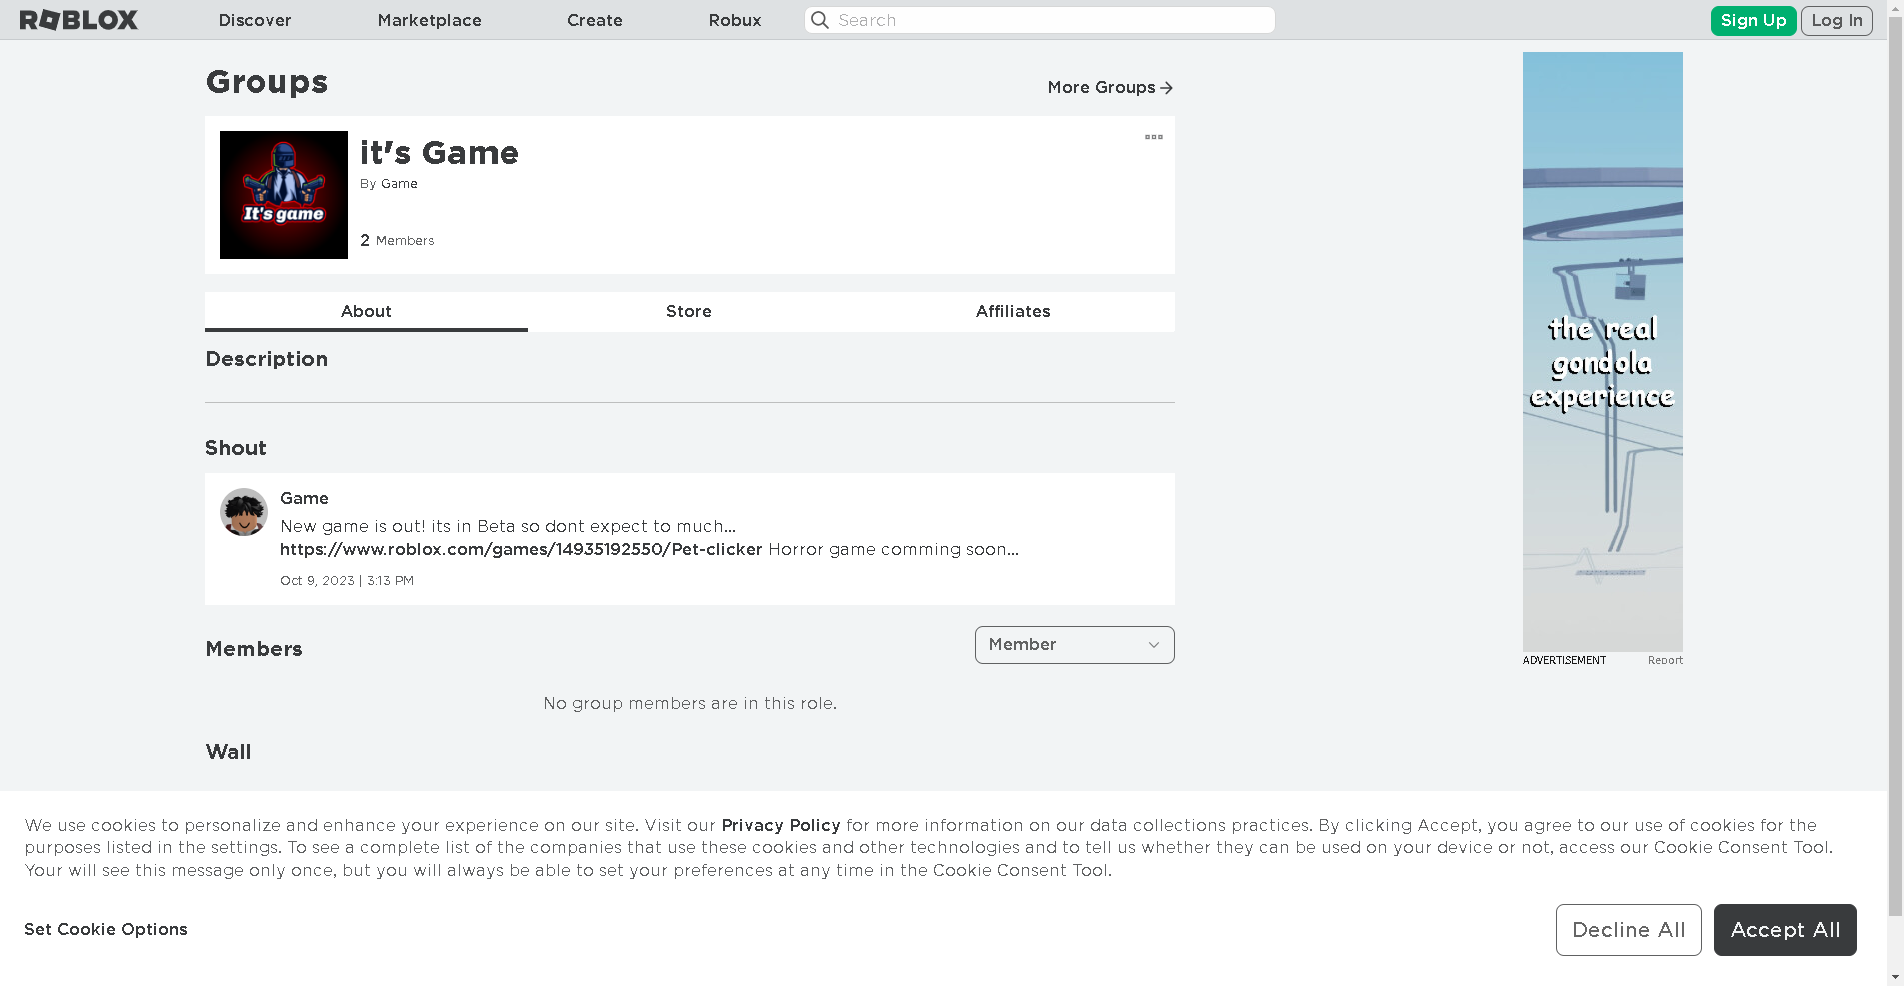 ROBLOX Discover Marketplace Create Robux Search Sign Up Log In
Groups
More Groups
It's game
it's Game
By Game
2 Members
About Store Affiliates
Description
Shout
Game
New game is out! its in Beta so dont expect to much...
https://www.roblox.com/games/14935192550/Pet-clicker Horror game comming soon...
Oct 9, 2023 | 3:13 PM
Members
Member
No group members are in this role.
Wall
the real
gondola
experience
ADVERTISEMENT Report
We use cookies to personalize and enhance your experience on our site. Visit our Privacy Policy for more information on our data collections practices. By clicking Accept, you agree to our use of cookies for the
purposes listed in the settings. To see a complete list of the companies that use these cookies and other technologies and to tell us whether they can be used on your device or not, access our Cookie Consent Tool.
Your will see this message only once, but you will always be able to set your preferences at any time in the Cookie Consent Tool.
Set Cookie Options
Decline All
Accept All